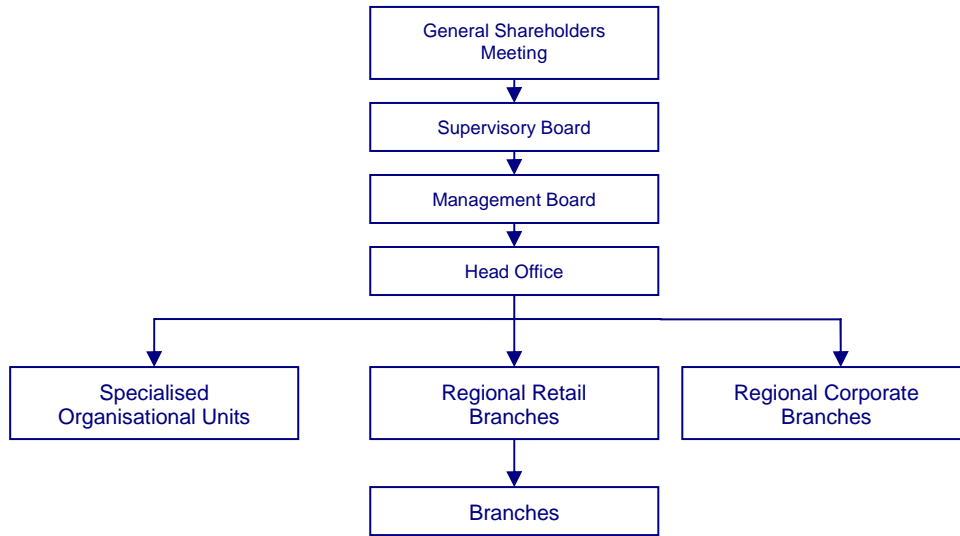 General Shareholders
Meeting
Supervisory Board
Management Board
Head Office
Specialised
Organisational Units
Regional Retail
Branches
Regional Corporate
Branches
Branches